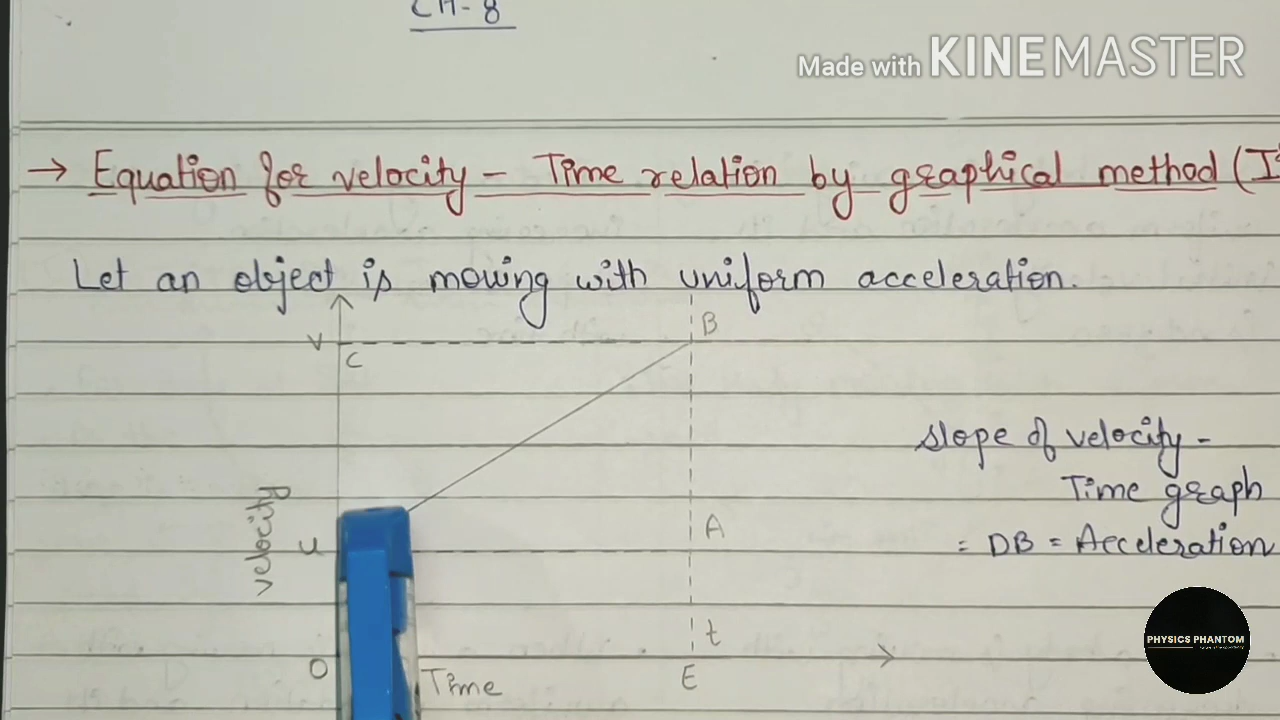 CH-8
Made with KINEMASTER
→ Equation for velocity - Time relation by graphical method (Is
Let an object is moving with uniform acceleration.
B
V
C
slope of velocity -
Time graph
= DB = Acceleration
velocity
A
u
t
O
Time
E
PHYSICS PHANTOM